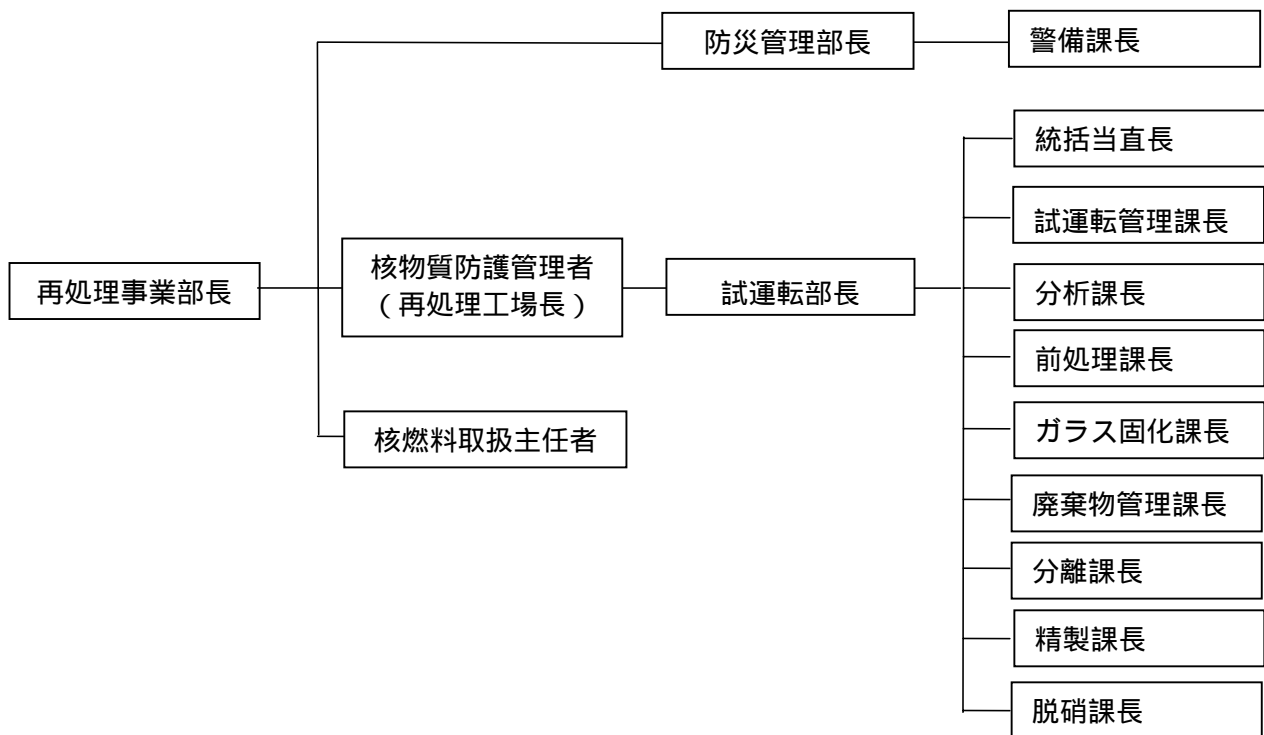 防災管理部長
警備課長
統括当直長
試運転管理課長
再処理事業部長
核物質防護管理者
（再処理工場長）
試運転部長
分析課長
前処理課長
核燃料取扱主任者
ガラス固化課長
廃棄物管理課長
分離課長
精製課長
脱硝課長